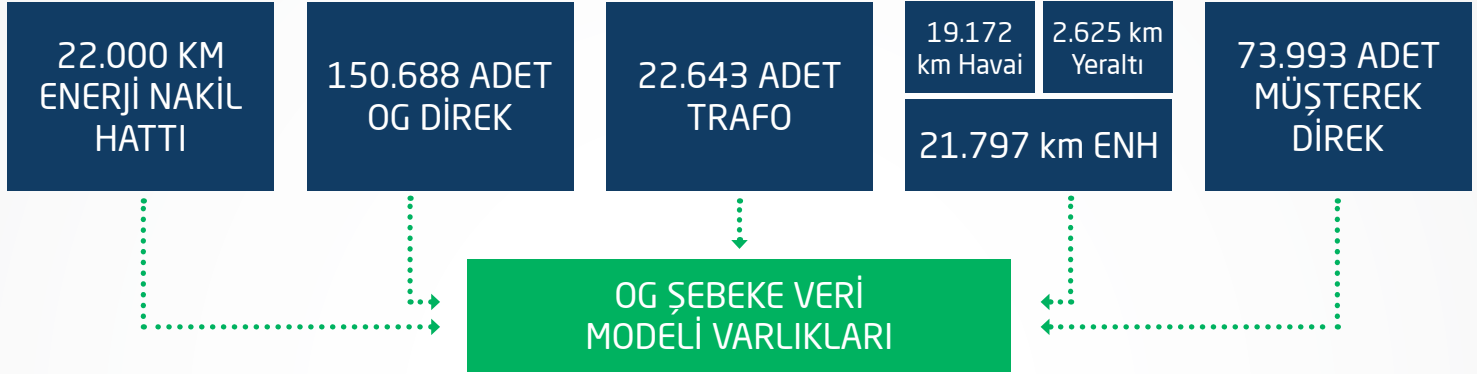 22.000 KM
ENERJİ NAKİL
HATTI
150.688 ADET
OG DİREK
22.643 ADET
TRAFO
19.172
km Havai
2.625 km
Yeraltı
21.797 km ENH
73.993 ADET
MÜŞTEREK
DİREK
OG ŞEBEKE VERİ
MODELİ VARLIKLARI